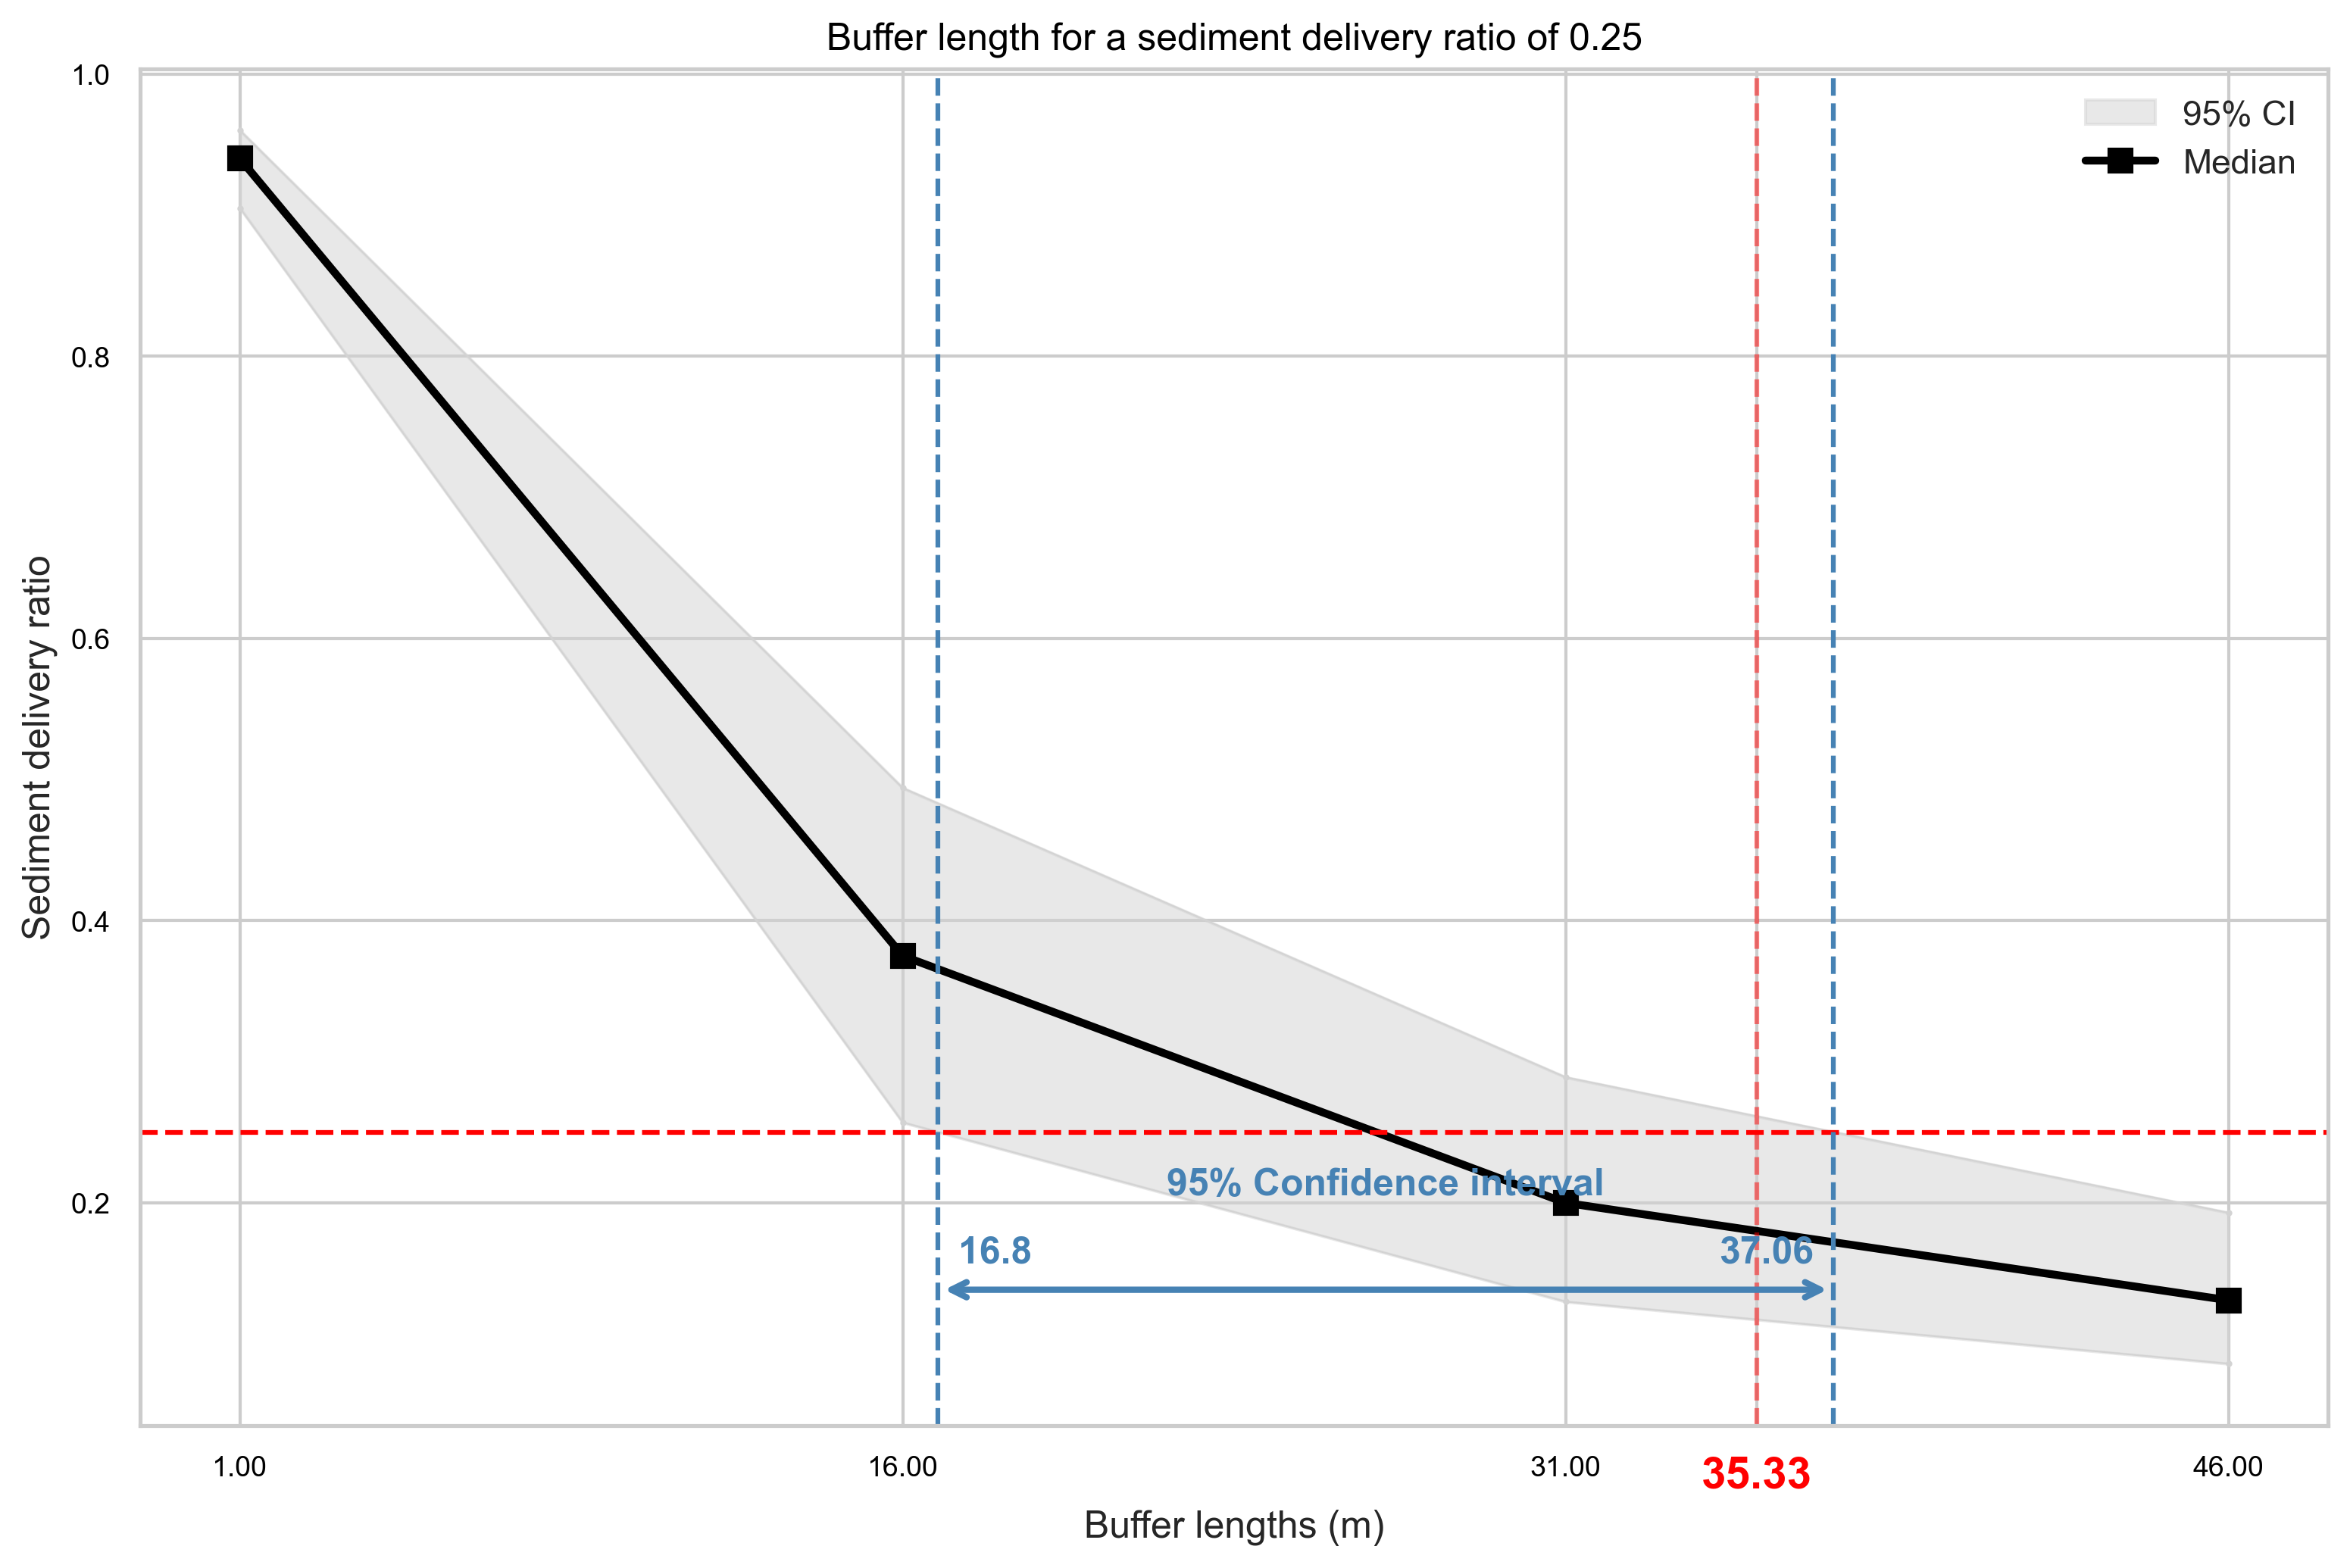 Buffer length for a sediment delivery ratio of 0.25
1.0
0.8
0.6
0.4
0.2
Sediment delivery ratio
95% CI
Median
95% Confidence interval
16.8
37.06
1.00
16.00
31.00
35.33
46.00
Buffer lengths (m)